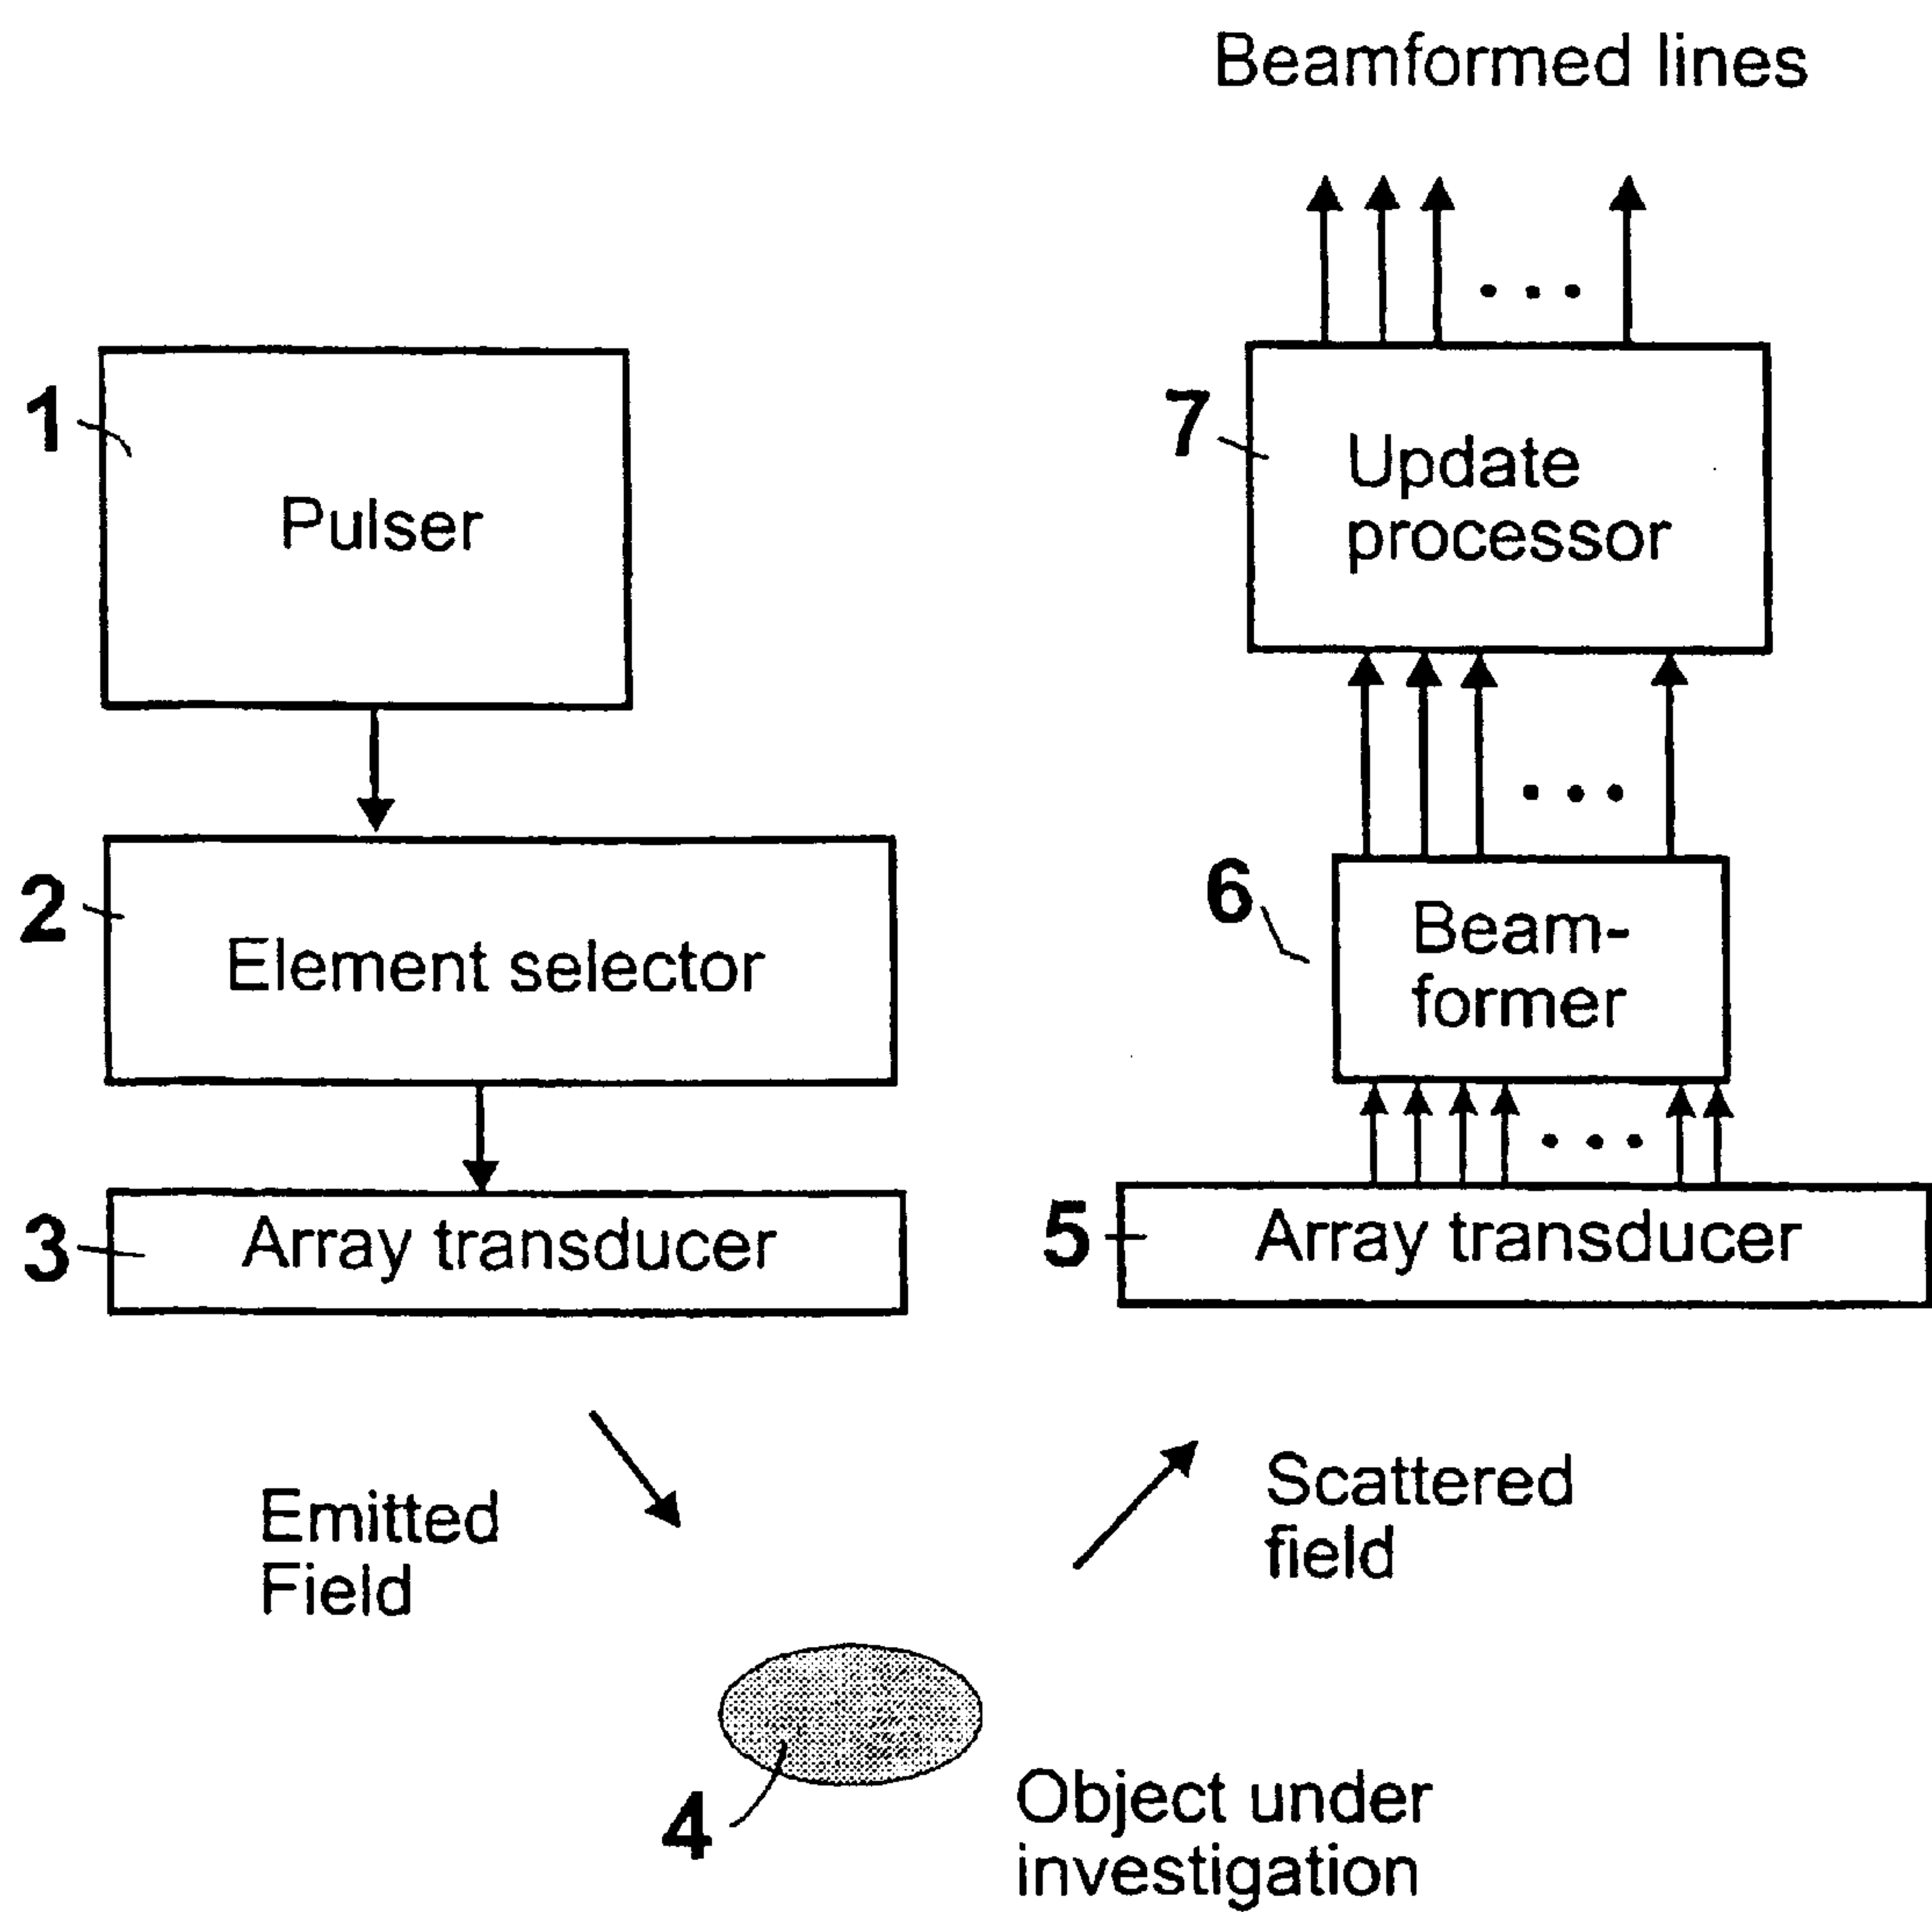 Beamformed lines
1
Pulser
7
Update
processor
2
Element selector
6
Beam-
former
3
Array transducer
5
Array transducer
Emitted
Field
Scattered
field
4
Object under
investigation